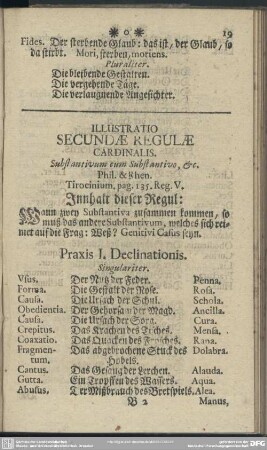 * o * 19
Fides. Der sterbende Glaub: das ist, der Glaub, so
da stirbt. Mori, sterben, moriens.
Pluraliter.
Die bleibende Gestalten.
Die vergehende Täge.
Die verlaugnende Angesichter.
ILLUSTRATIO
SECUNDÆ REGULÆ
CARDINALIS.
Substantivum cum Substantivo, &c.
Phil. & Rhen.
Tirocinium, pag. 135. Reg. V.
Innhalt dieser Regul:
Wann zwey Substantiva zusammen kommen, so
muß das andere Substantivum, welches sich rei-
met auf die Frag: Weß? Genitivi Casus seyn.
Praxis I. Declinationis.
Singulariter.
Vsus. Der Nutz der Feder. Penna.
Forma. Die Gestalt der Rose. Rosa.
Causa. Die Ursach der Schul. Schola.
Obedientia. Der Gehorsam der Magd. Ancilla.
Causa. Die Ursach der Sorg. Cura.
Crepitus. Das Krachen des Tisches. Mensa.
Coaxatio. Das Quacken des Frosches. Rana.
Fragmen- Das abgebrochene Stuck des Dolabra.
tum. Hobels.
Cantus. Das Gesang der Lerchen. Alauda.
Gutta. Ein Tropffen des Wassers. Aqua.
Abusus. Der Mißbrauch des Bretspiels. Alea.
B 2 Manus,